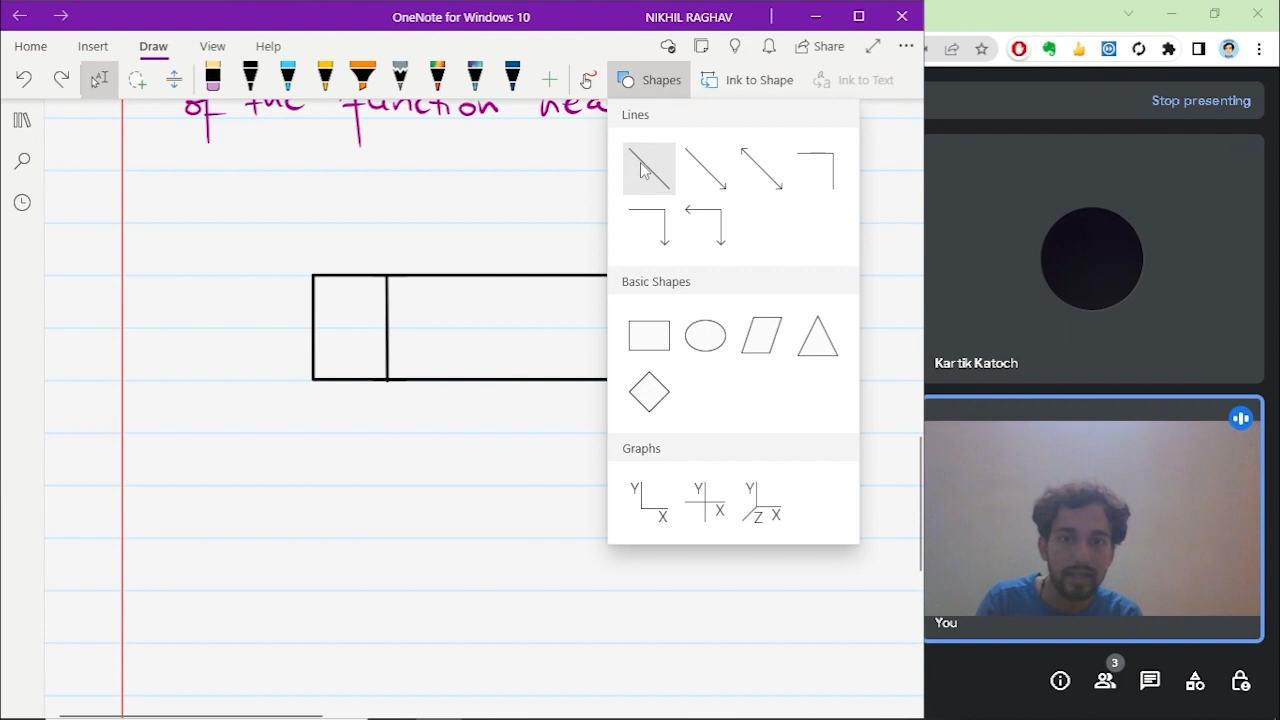 OneNote for Windows 10
NIKHIL RAGHAV
Home Insert Draw View Help
Share
Shapes
Ink to Shape
Ink to Text
of the function hea
Lines
Basic Shapes
Graphs
Y X
Y X
Y Z X
Stop presenting
Kartik Katoch
You
3